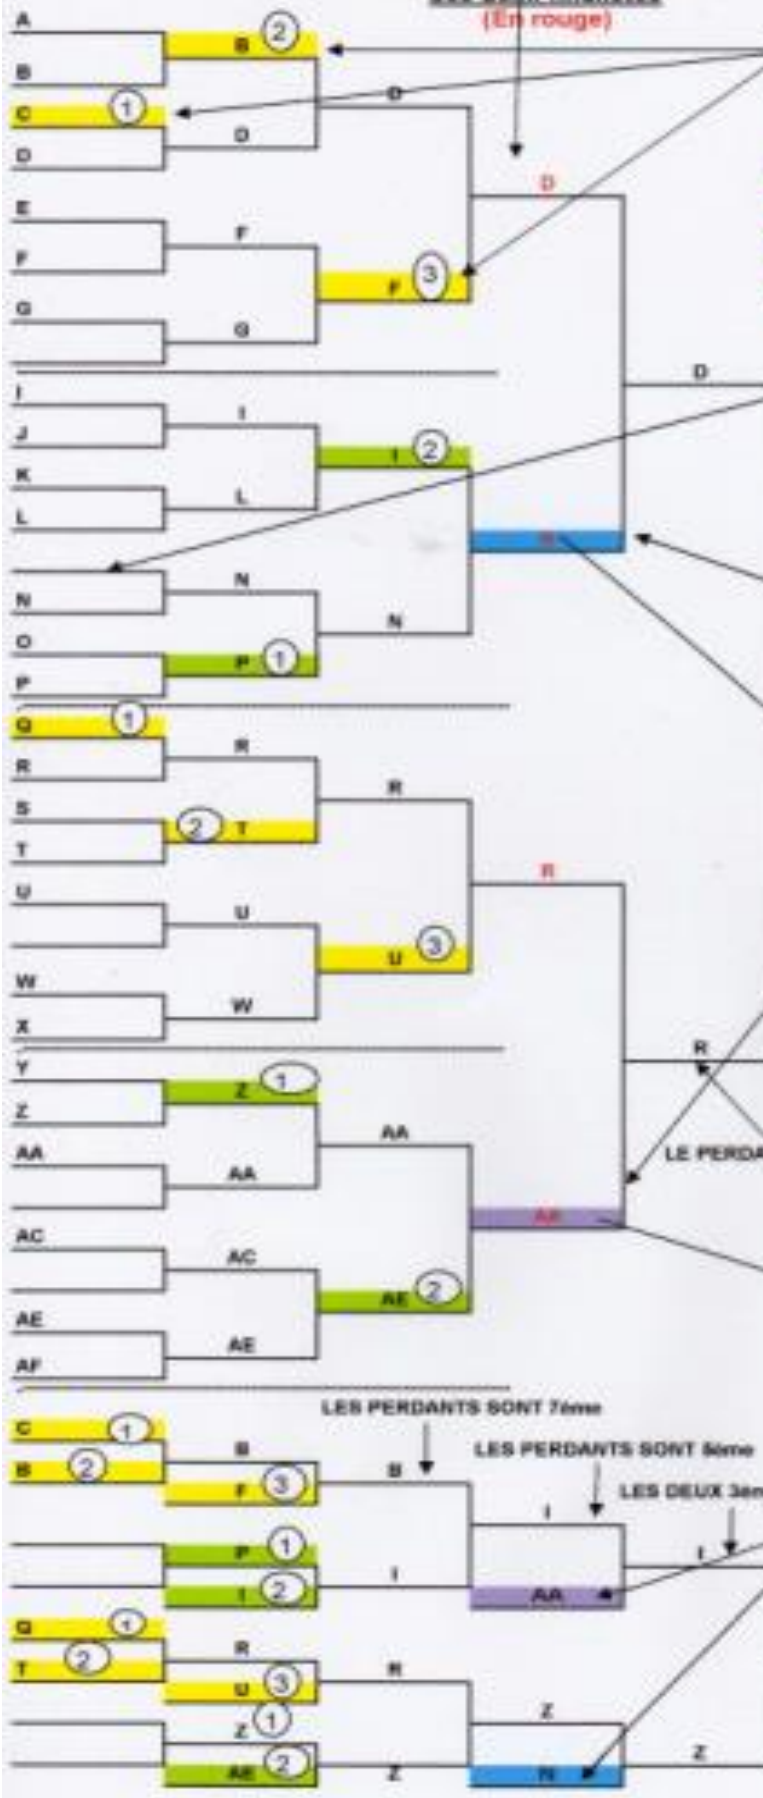 (En rouge)
A
B 2
D
B
C 1
D
D
D
E
F
F
F 3
G
G
D
I
I
J
I 2
K
L
L
N
N
N
O
P 1
P
Q 1
R
R
R
S
2 T
T
R
U
U
U 3
W
W
X
R
Y
Z 1
Z
AA
AA
AA
LE PERDA
AC
AC
AE 2
AE
AE
AF
LES PERDANTS SONT 7ème
C 1
B
B
LES PERDANTS SONT 5ème
B 2
F 3
LES DEUX 3èm
I
P 1
I
I
I 2
AA
Q 1
R
R
T 2
U 3
Z 1
Z
Z
AE 2
Z
N